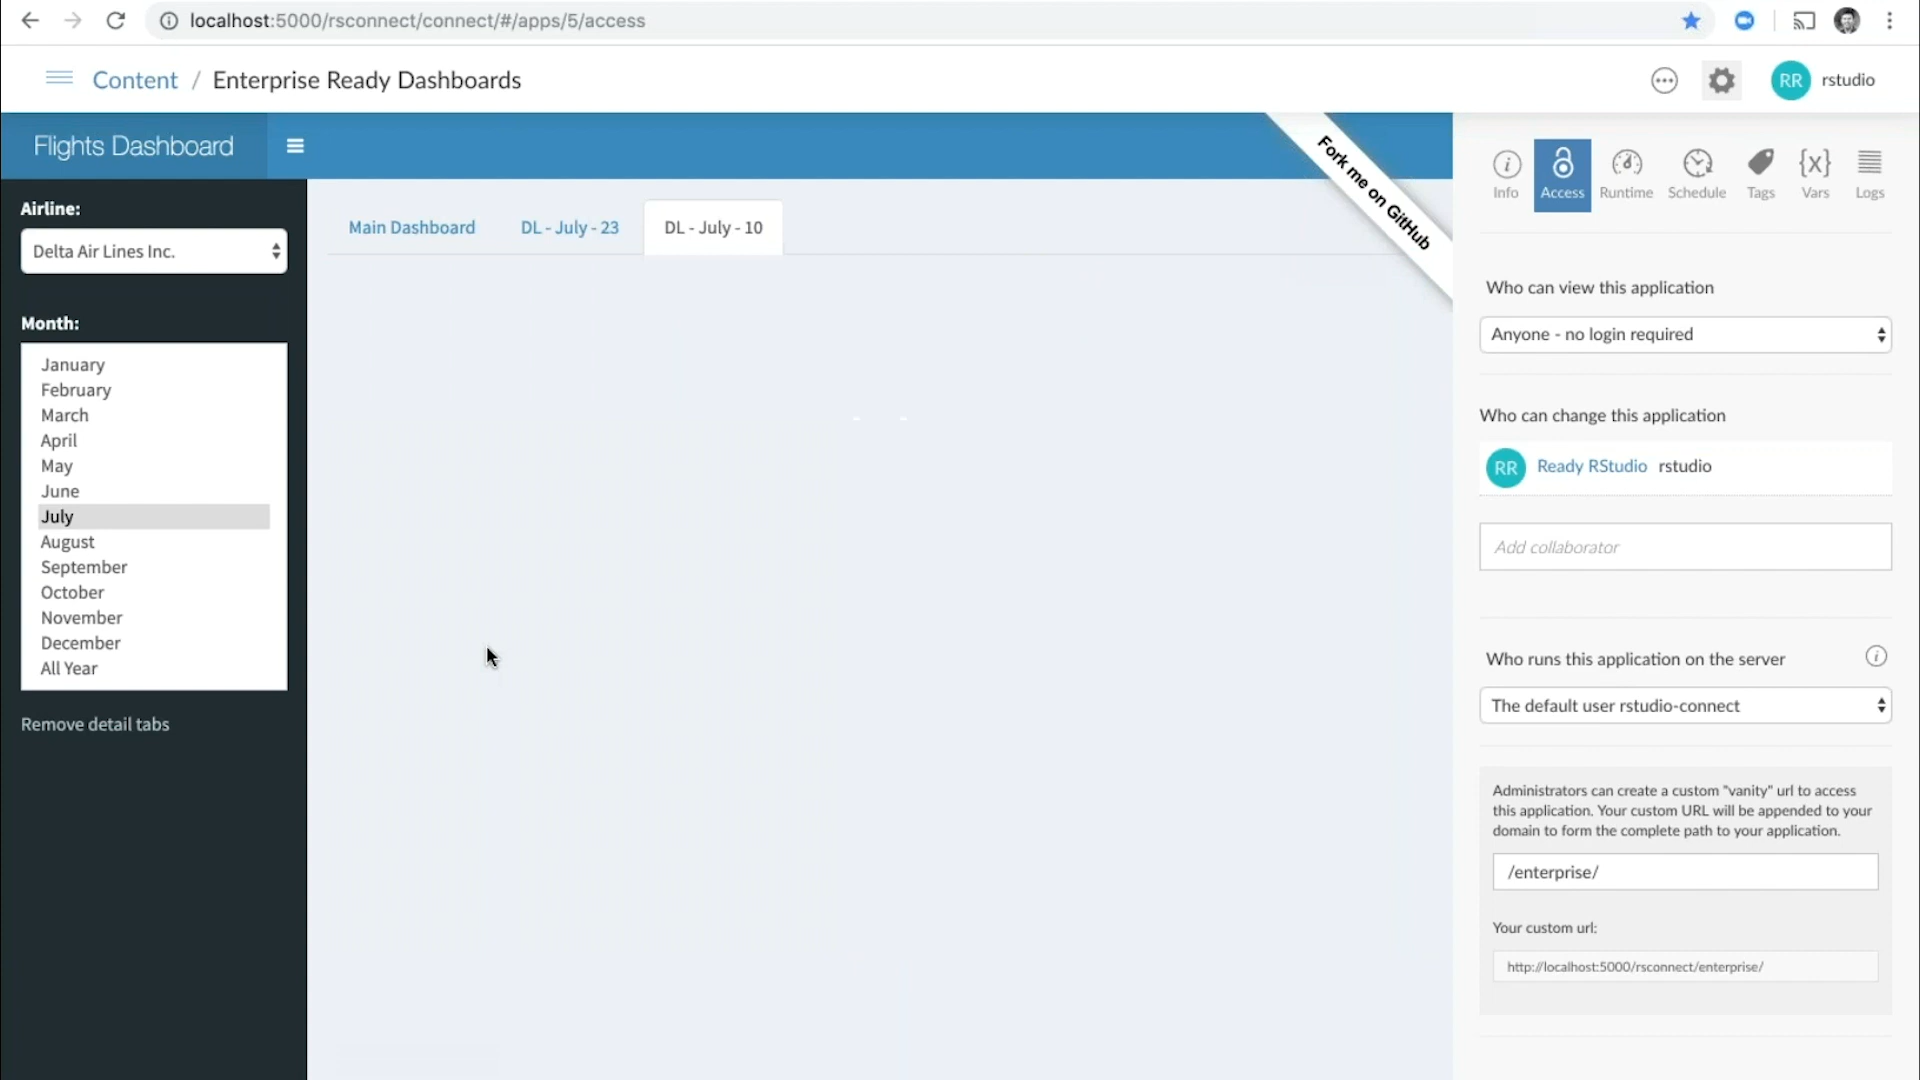 localhost:5000/rsconnect/connect/#/apps/5/access
Content / Enterprise Ready Dashboards
RR rstudio
Flights Dashboard
Fork me on GitHub
Info Access Runtime Schedule Tags Vars Logs
Airline:
Delta Air Lines Inc.
Month:
January
February
March
April
May
June
July
August
September
October
November
December
All Year
Remove detail tabs
Main Dashboard DL - July - 23 DL - July - 10
Who can view this application
Anyone - no login required
Who can change this application
RR Ready RStudio rstudio
Add collaborator
Who runs this application on the server
The default user rstudio-connect
Administrators can create a custom "vanity" url to access
this application. Your custom URL will be appended to your
domain to form the complete path to your application.
/enterprise/
Your custom url:
http://localhost:5000/rsconnect/enterprise/